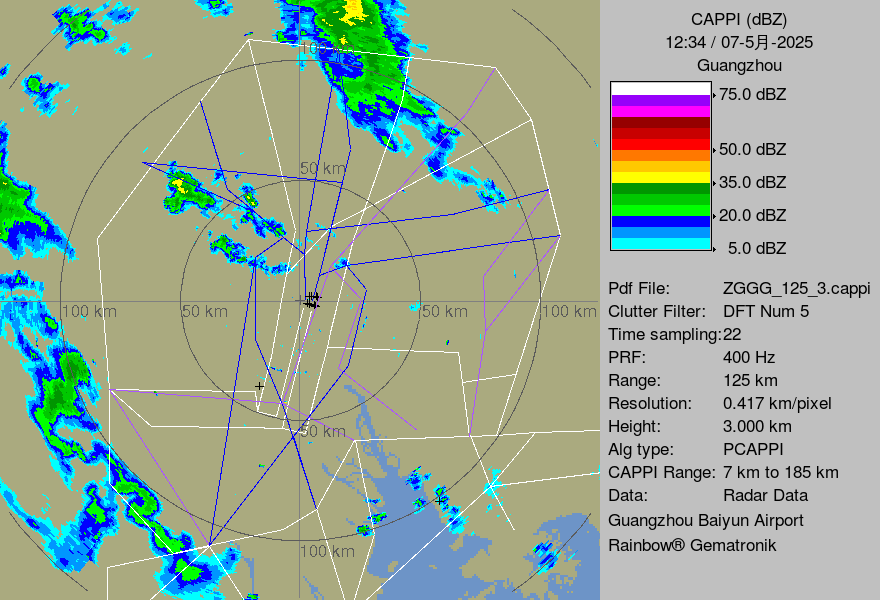 CAPPI (dBZ)
12:34 / 07-5月-2025
Guangzhou
75.0 dBZ
50.0 dBZ
35.0 dBZ
20.0 dBZ
5.0 dBZ
Pdf File: ZGGG_125_3.cappi
Clutter Filter: DFT Num 5
Time sampling:22
PRF: 400 Hz
Range: 125 km
Resolution: 0.417 km/pixel
Height: 3.000 km
Alg type: PCAPPI
CAPPI Range: 7 km to 185 km
Data: Radar Data
Guangzhou Baiyun Airport
Rainbow® Gematronik
50 km
100 km
50 km
50 km
100 km
50 km
100 km